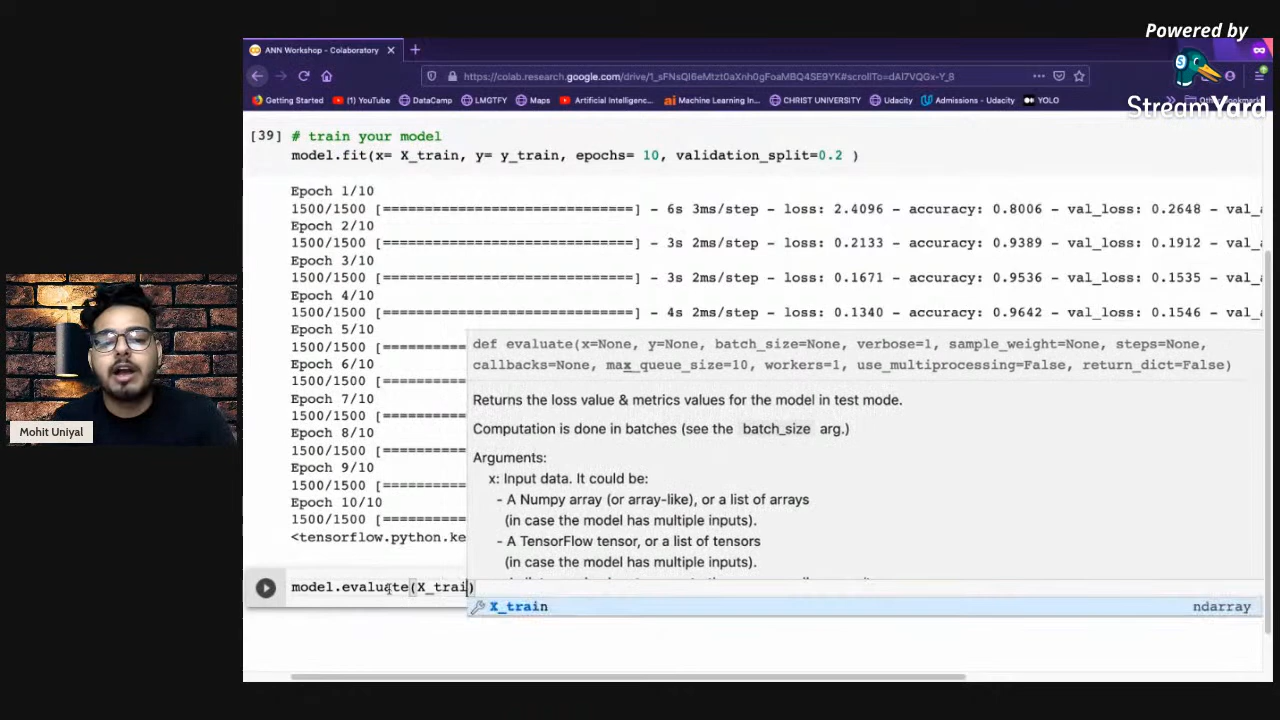 Powered by
StreamYard
ANN Workshop - Colaboratory
https://colab.research.google.com/drive/1_sFNsQI6eMtzt0aXnh0gFoaMBQ4SE9YK#scrollTo=dAI7VQGx-Y_8
Getting Started (1) YouTube DataCamp LMGTFY Maps Artificial Intelligenc... Machine Learning In... CHRIST UNIVERSITY Udacity Admissions - Udacity YOLO
[39] # train your model
model.fit(x= X_train, y= y_train, epochs= 10, validation_split=0.2 )
Epoch 1/10
1500/1500 [==============================] - 6s 3ms/step - loss: 2.4096 - accuracy: 0.8006 - val_loss: 0.2648 - val_a
Epoch 2/10
1500/1500 [==============================] - 3s 2ms/step - loss: 0.2133 - accuracy: 0.9389 - val_loss: 0.1912 - val_a
Epoch 3/10
1500/1500 [==============================] - 3s 2ms/step - loss: 0.1671 - accuracy: 0.9536 - val_loss: 0.1535 - val_a
Epoch 4/10
1500/1500 [==============================] - 4s 2ms/step - loss: 0.1340 - accuracy: 0.9642 - val_loss: 0.1546 - val_a
Epoch 5/10
1500/1500 [==========
Epoch 6/10
1500/1500 [==========
Epoch 7/10
1500/1500 [==========
Epoch 8/10
1500/1500 [==========
Epoch 9/10
1500/1500 [==========
Epoch 10/10
1500/1500 [==========
<tensorflow.python.ke
def evaluate(x=None, y=None, batch_size=None, verbose=1, sample_weight=None, steps=None,
callbacks=None, max_queue_size=10, workers=1, use_multiprocessing=False, return_dict=False)
Returns the loss value & metrics values for the model in test mode.
Computation is done in batches (see the batch_size arg.)
Arguments:
x: Input data. It could be:
- A Numpy array (or array-like), or a list of arrays
(in case the model has multiple inputs).
- A TensorFlow tensor, or a list of tensors
(in case the model has multiple inputs).
model.evaluate(X_trai)
X_train ndarray
Mohit Uniyal